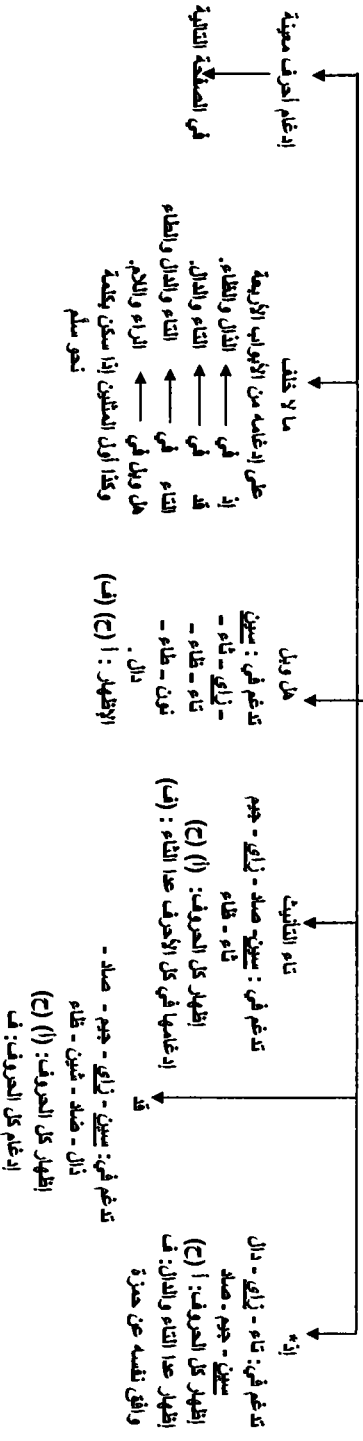 إذ*
تدغم في: تاء - زاي - دال
سين - جيم - صاد
إظهار كل الحروف: أ (ح)
إظهار عدا التاء والدال: ف
وافق نفسه عن حمزة
قد
تدغم في: سين - زاي - جيم - صاد -
ذال - ضاد - شين - ظاء
إظهار كل الحروف: (أ) (ح)
إدغام كل الحروف: ف
تاء التأنيث
تدغم في: سين - صاد - زاي - جيم
ثاء - ظاء
إظهار كل الحروف: (أ) (ح)
إدغامها في كل الأحرف عدا الثاء: (ف)
هل وبل
تدغم في: سين
- زاي - ثاء -
تاء - ظاء -
نون - طاء -
دال.
الإظهار: أ (ح) (ف)
ما لا خلف
على إدغامه من الأبواب الأربعة
إذ في الذال والظاء.
قد في التاء والدال.
التاء في التاء والدال والطاء
هل وبل في الراء واللام.
وكذا أول المثلين إذا سكن بكلمة
نحو سلم
إدغام أحرف معينة
في الصفحة التالية